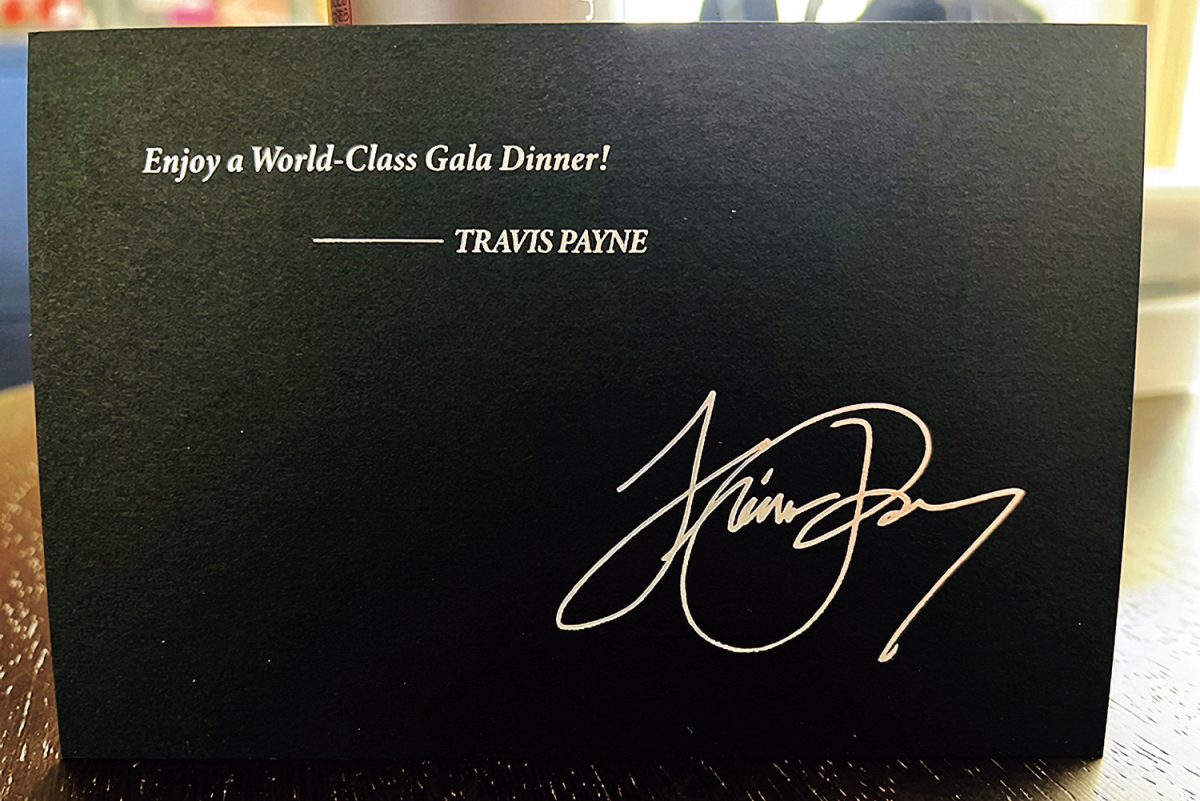 Enjoy a World-Class Gala Dinner!
——— TRAVIS PAYNE